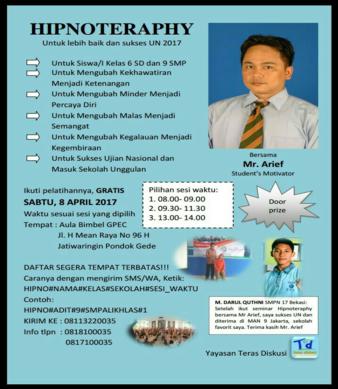 HIPNOTERAPHY
Untuk lebih baik dan sukses UN 2017
Untuk Siswa/I Kelas 6 SD dan 9 SMP
Untuk Mengubah Kekhawatiran
Menjadi Ketenangan
Untuk Mengubah Minder Menjadi
Percaya Diri
Untuk Mengubah Malas Menjadi
Semangat
Untuk Mengubah Kegalauan Menjadi
Kegembiraan
Untuk Sukses Ujian Nasional dan
Masuk Sekolah Unggulan
Bersama
Mr. Arief
Student's Motivator
Ikuti pelatihannya, GRATIS
SABTU, 8 APRIL 2017
Waktu sesuai sesi yang dipilih
Tempat : Aula Bimbel GPEC
Jl. H Mean Raya No 96 H
Jatiwaringin Pondok Gede
Pilihan sesi waktu:
1. 08.00- 09.00
2. 09.30- 11.30
3. 13.00- 14.00
Door
prize
DAFTAR SEGERA TEMPAT TERBATAS!!!
Caranya dengan mengirim SMS/WA, Ketik:
HIPNO#NAMA#KELAS#SEKOLAH#SESI_WAKTU
Contoh:
HIPNO#ADIT#9#SMPALIKHLAS#1
KIRIM KE : 08113220035
Info tlpn : 0818100035
0817100035
M. DARUL QUTHNI SMPN 17 Bekasi:
Setelah ikut seminar Hipnoteraphy
bersama Mr Arief, saya sukses UN dan
diterima di MAN 9 Jakarta, sekolah
favorit saya. Terima kasih Mr. Arief
Yayasan Teras Diskusi
Td